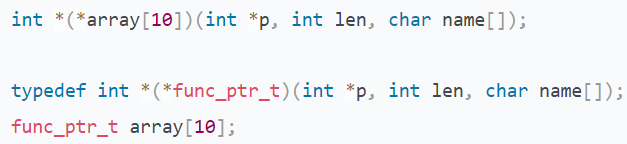 int *(*array[10])(int *p, int len, char name[]);
typedef int *(*func_ptr_t)(int *p, int len, char name[]);
func_ptr_t array[10];